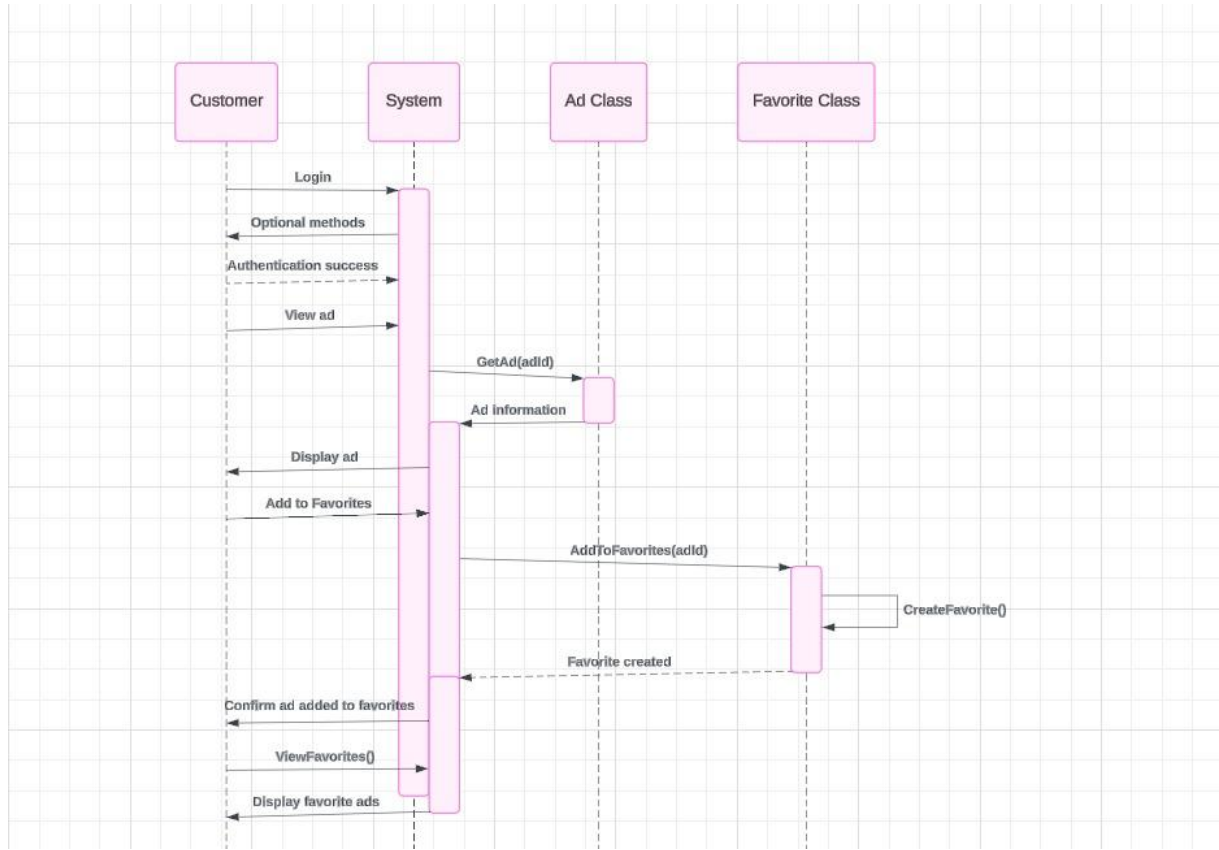 Customer
System
Ad Class
Favorite Class
Login
Optional methods
Authentication success
View ad
GetAd(adId)
Ad information
Display ad
Add to Favorites
AddToFavorites(adId)
CreateFavorite()
Favorite created
Confirm ad added to favorites
ViewFavorites()
Display favorite ads